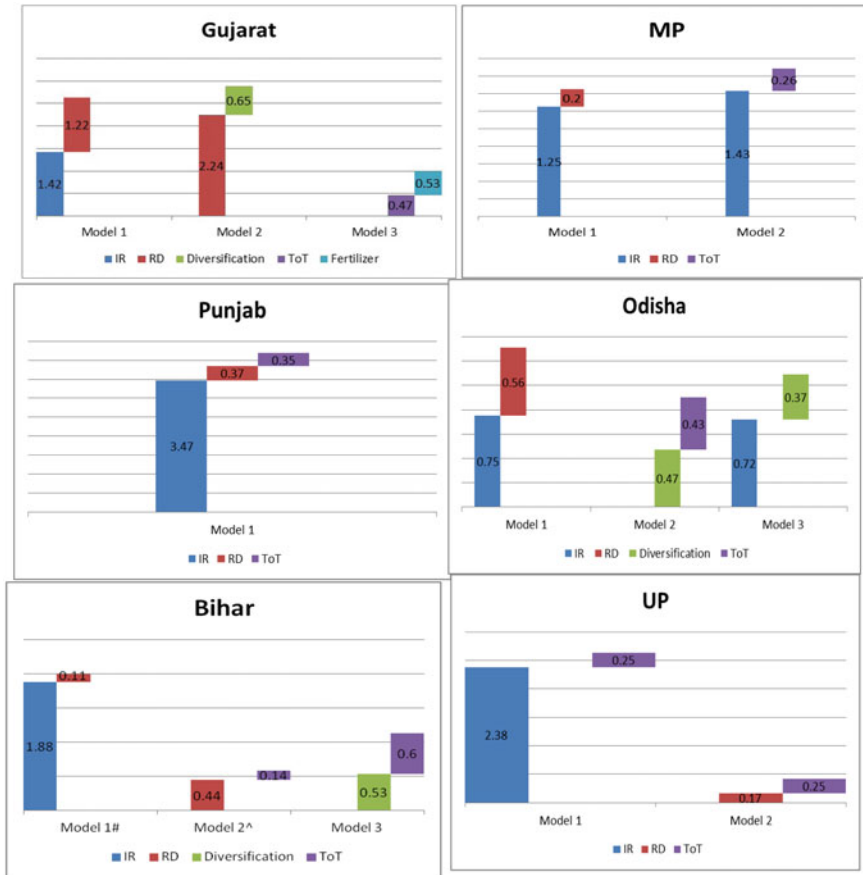 Gujarat
1.42
1.22
2.24
0.65
0.47
0.53
Model 1 Model 2 Model 3
IR RD Diversification ToT Fertilizer
MP
1.25
0.2
1.43
0.26
Model 1 Model 2
IR RD ToT
Punjab
3.47
0.37
0.35
Model 1
IR RD ToT
Odisha
0.75
0.56
0.47
0.43
0.72
0.37
Model 1 Model 2 Model 3
IR RD Diversification ToT
Bihar
1.88
0.11
0.44
0.14
0.53
0.6
Model 1# Model 2^ Model 3
IR RD Diversification ToT
UP
2.38
0.25
0.17
0.25
Model 1 Model 2
IR RD ToT